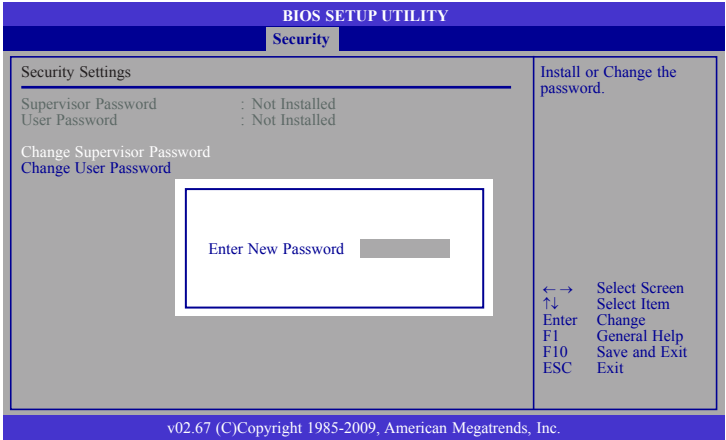 BIOS SETUP UTILITY
Security
Security Settings
Supervisor Password : Not Installed
User Password : Not Installed
Change Supervisor Password
Change User Password
Enter New Password
Install or Change the
password.
←→ Select Screen
↑↓ Select Item
Enter Change
F1 General Help
F10 Save and Exit
ESC Exit
v02.67 (C)Copyright 1985-2009, American Megatrends, Inc.